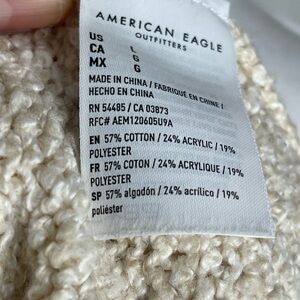 AMERICAN EAGLE
OUTFITTERS
US L
CA G
MX G
MADE IN CHINA / FABRIQUÉ EN CHINE /
HECHO EN CHINA
RN 54485 / CA 03873
RFC# AEM120605U9A
EN 57% COTTON / 24% ACRYLIC / 19%
POLYESTER
FR 57% COTON / 24% ACRYLIQUE / 19%
POLYESTER
SP 57% algodón / 24% acrílico / 19%
poliéster